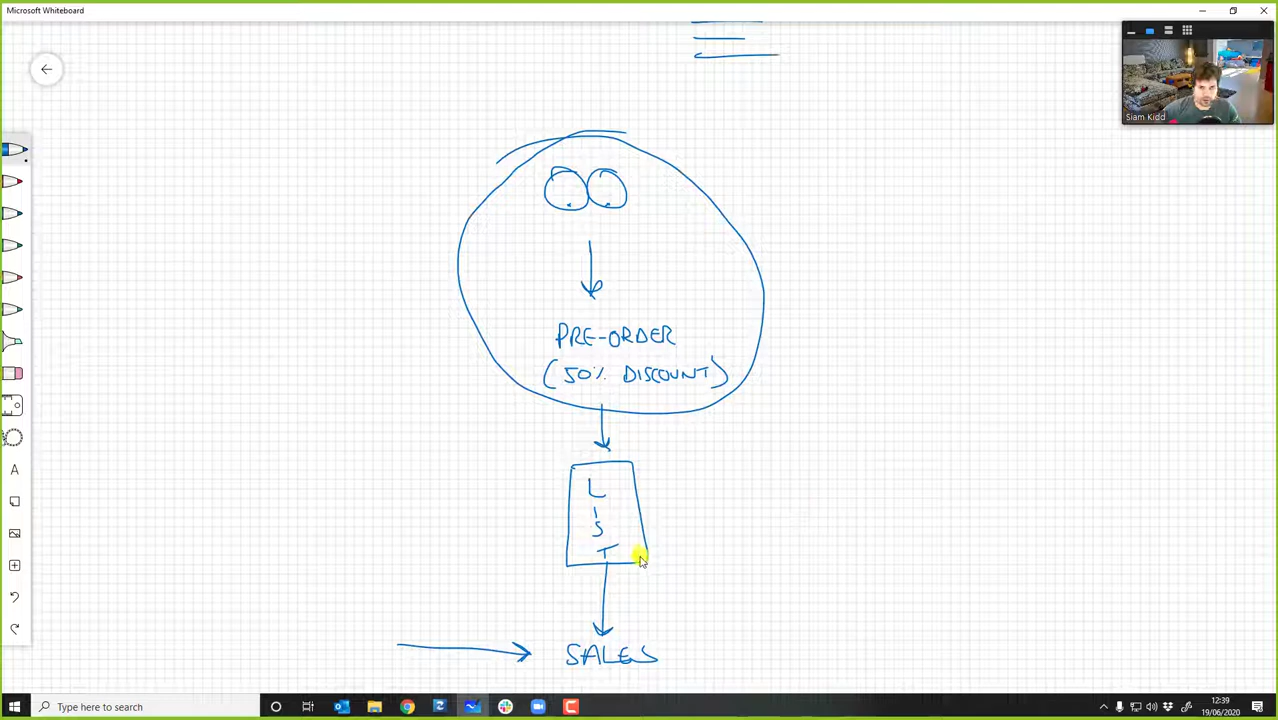 Microsoft Whiteboard
Siam Kidd
PRE-ORDER
(50% DISCOUNT)
L
I
S
T
SALES
A
Type here to search
12:39
19/06/2020